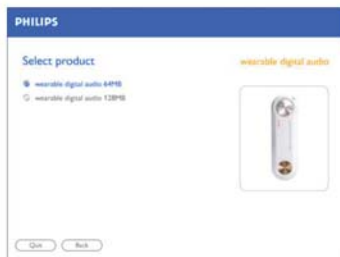 PHILIPS
Select product
wearable digital audio
wearable digital audio 64MB
wearable digital audio 128MB
Quit
Back